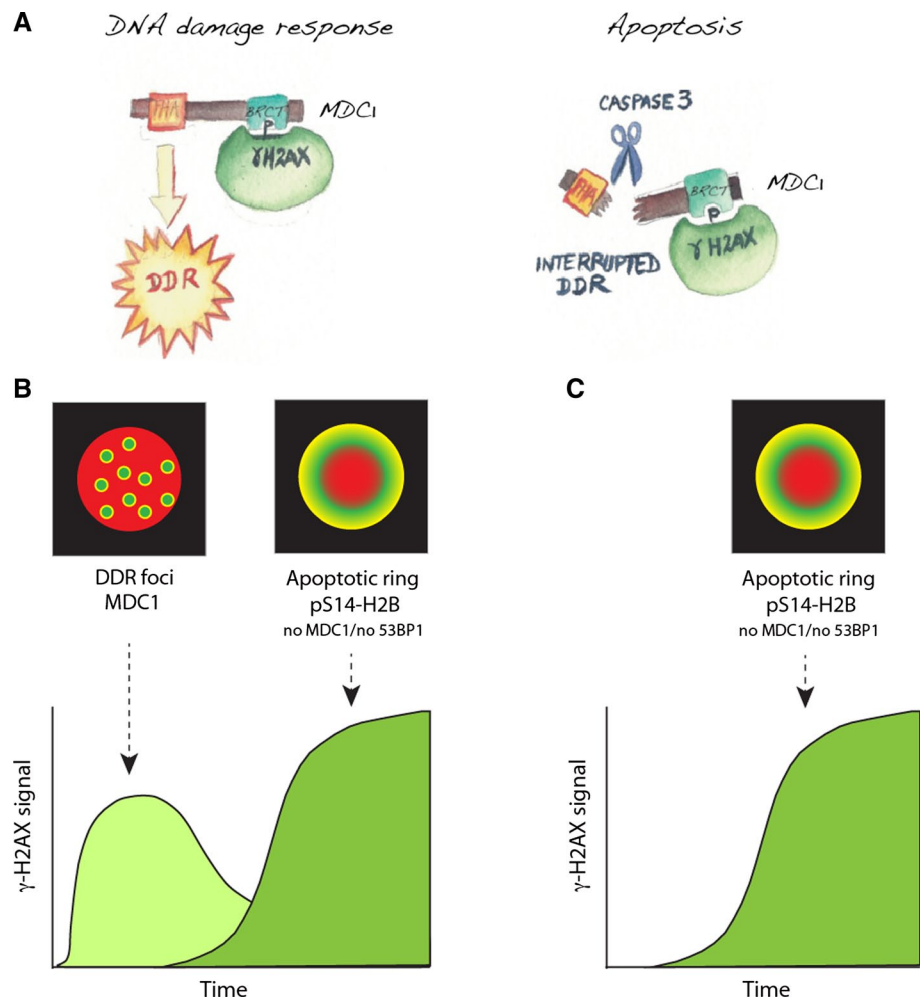 A
DNA damage response
FHA
BRCT
P
γH2AX
MDC1
DDR
Apoptosis
CASPASE 3
FHA
BRCT
P
γH2AX
MDC1
INTERRUPTED
DDR
B
DDR foci
MDC1
Apoptotic ring
pS14-H2B
no MDC1/no 53BP1
γ-H2AX signal
Time
C
Apoptotic ring
pS14-H2B
no MDC1/no 53BP1
γ-H2AX signal
Time